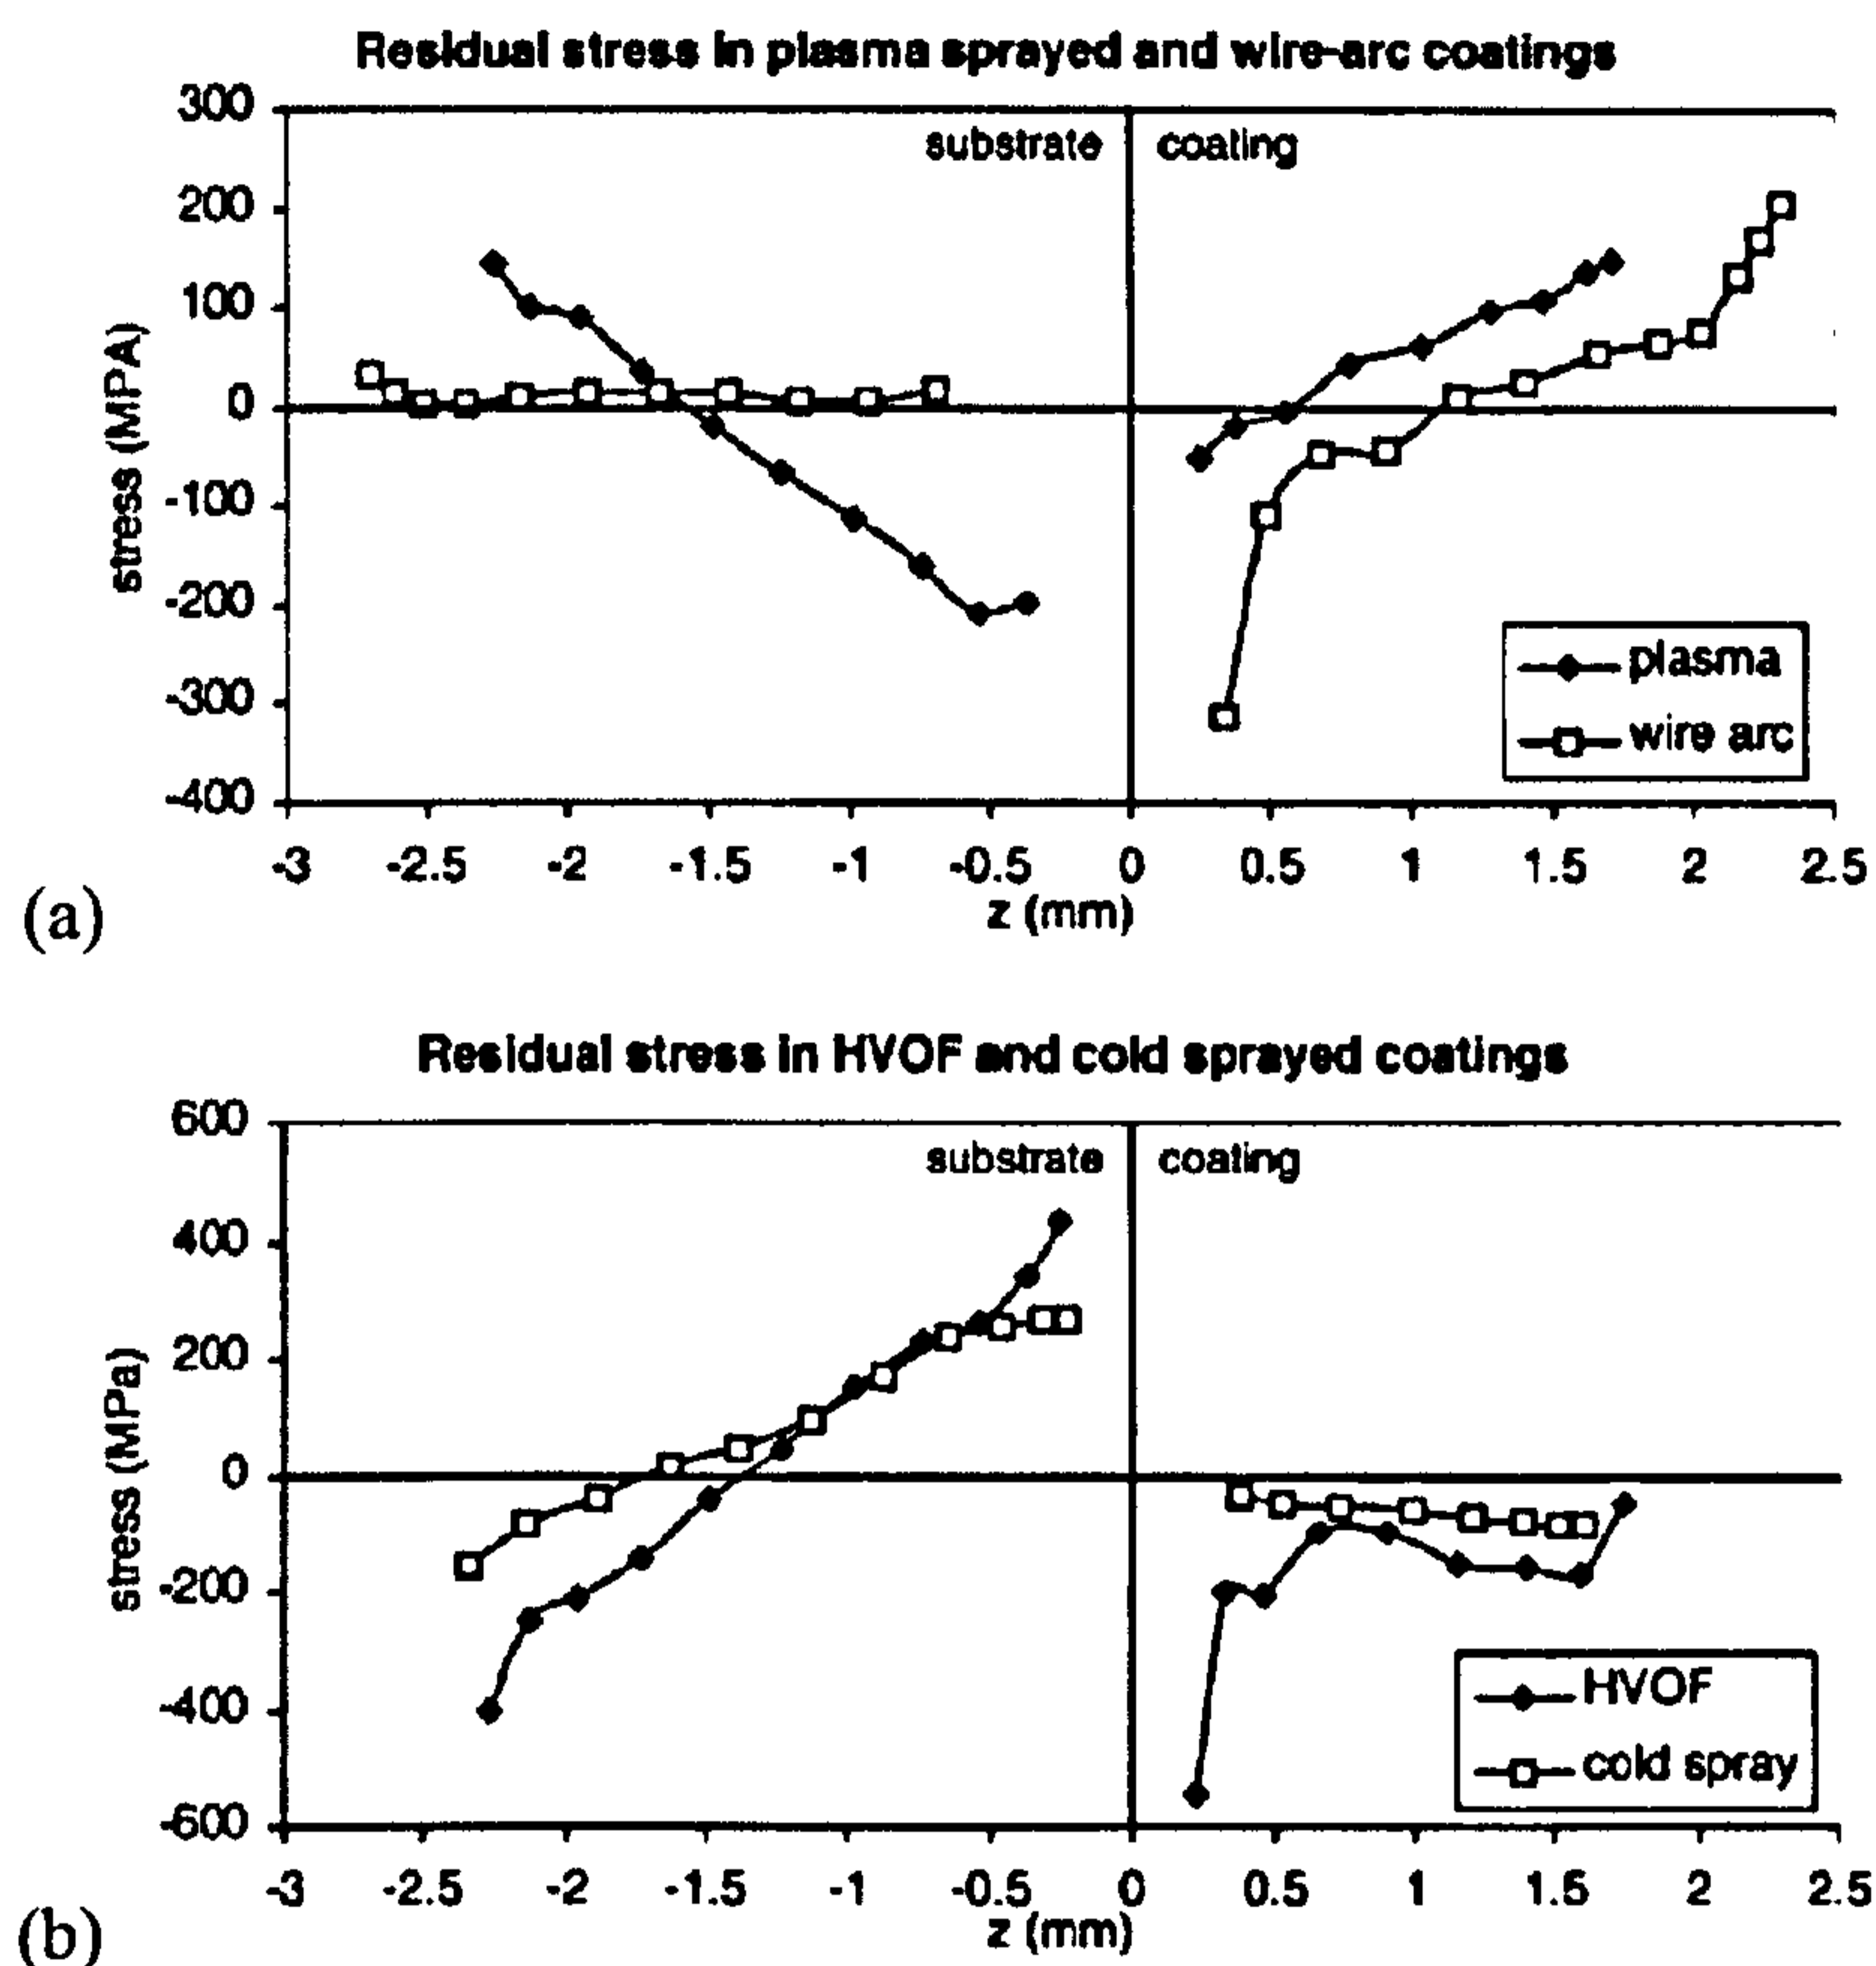 Residual stress in plasma sprayed and wire-arc coatings
300
substrate coating
200
100
0
-100
-200
-300
-400
stress (MPA)
plasma
wire arc
-3 -2.5 -2 -1.5 -1 -0.5 0 0.5 1 1.5 2 2.5
z (mm)
(a)
Residual stress in HVOF and cold sprayed coatings
600
substrate coating
400
200
0
-200
-400
-600
stress (MPa)
HVOF
cold spray
-3 -2.5 -2 -1.5 -1 -0.5 0 0.5 1 1.5 2 2.5
z (mm)
(b)